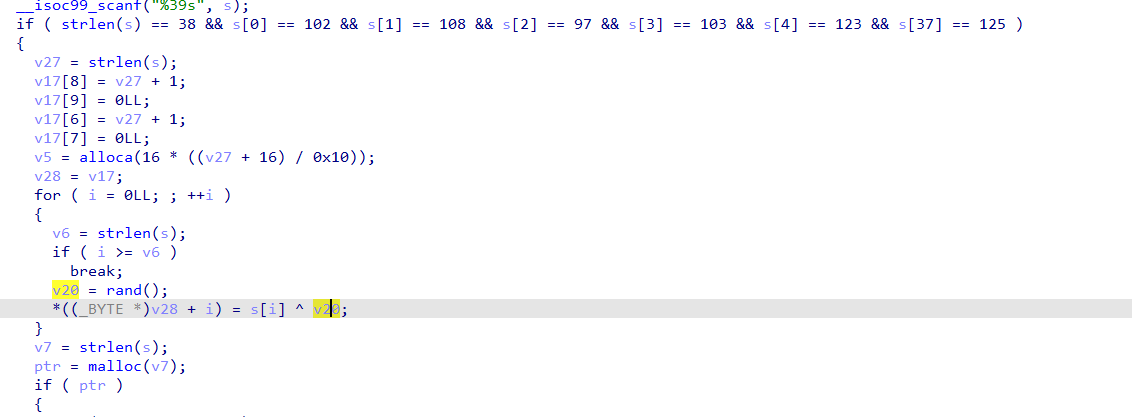 __isoc99_scanf("%39s", s);
if ( strlen(s) == 38 && s[0] == 102 && s[1] == 108 && s[2] == 97 && s[3] == 103 && s[4] == 123 && s[37] == 125 )
{
v27 = strlen(s);
v17[8] = v27 + 1;
v17[9] = 0LL;
v17[6] = v27 + 1;
v17[7] = 0LL;
v5 = alloca(16 * ((v27 + 16) / 0x10));
v28 = v17;
for ( i = 0LL; ; ++i )
{
v6 = strlen(s);
if ( i >= v6 )
break;
v20 = rand();
*((_BYTE *)v28 + i) = s[i] ^ v20;
}
v7 = strlen(s);
ptr = malloc(v7);
if ( ptr )
{